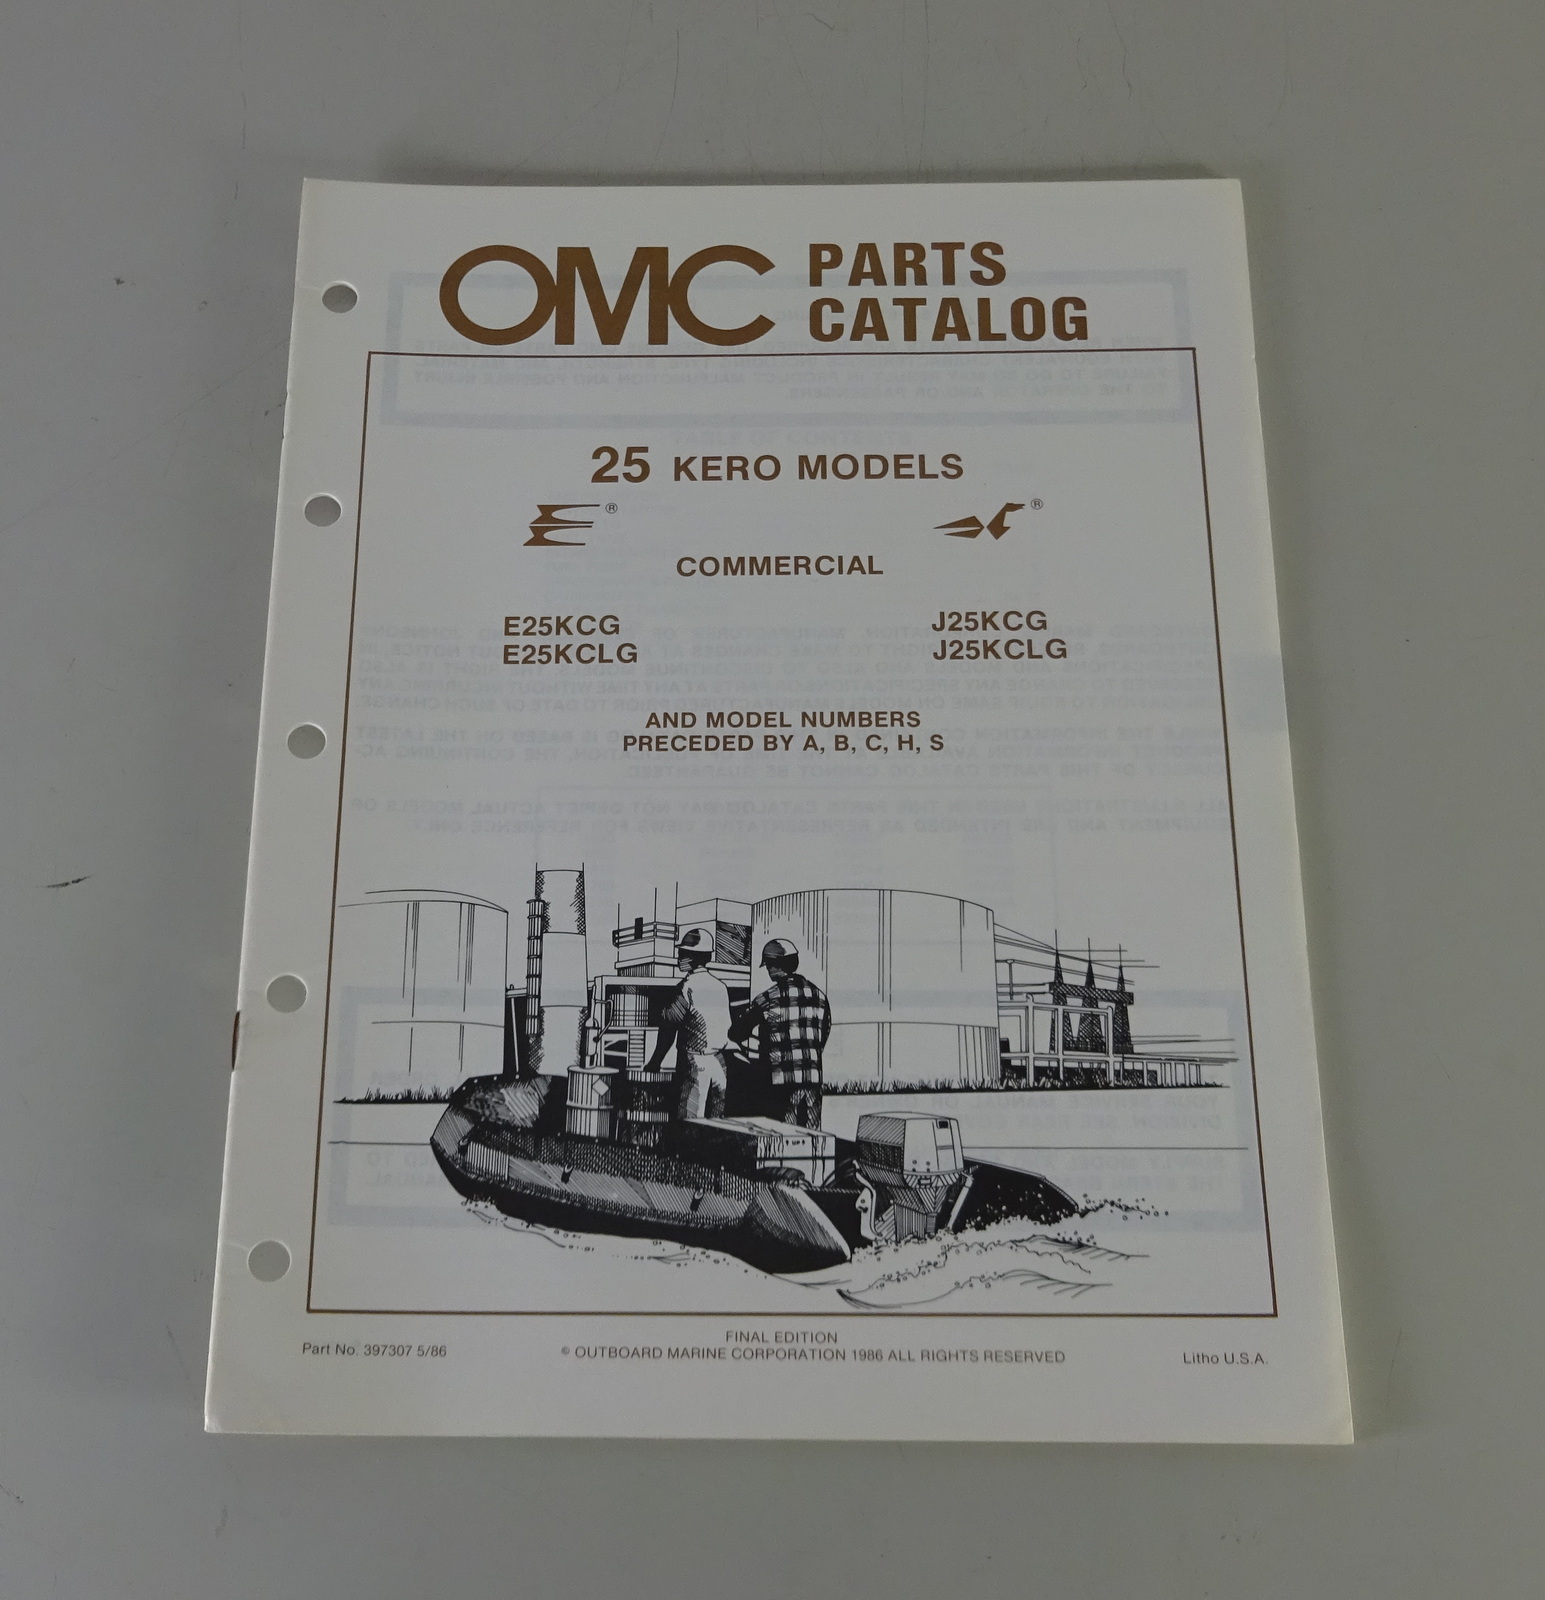 OMC PARTS
CATALOG
25 KERO MODELS
®
®
COMMERCIAL
E25KCG
E25KCLG
J25KCG
J25KCLG
AND MODEL NUMBERS
PRECEDED BY A, B, C, H, S
FINAL EDITION
Part No. 397307 5/86
© OUTBOARD MARINE CORPORATION 1986 ALL RIGHTS RESERVED
Litho U.S.A.